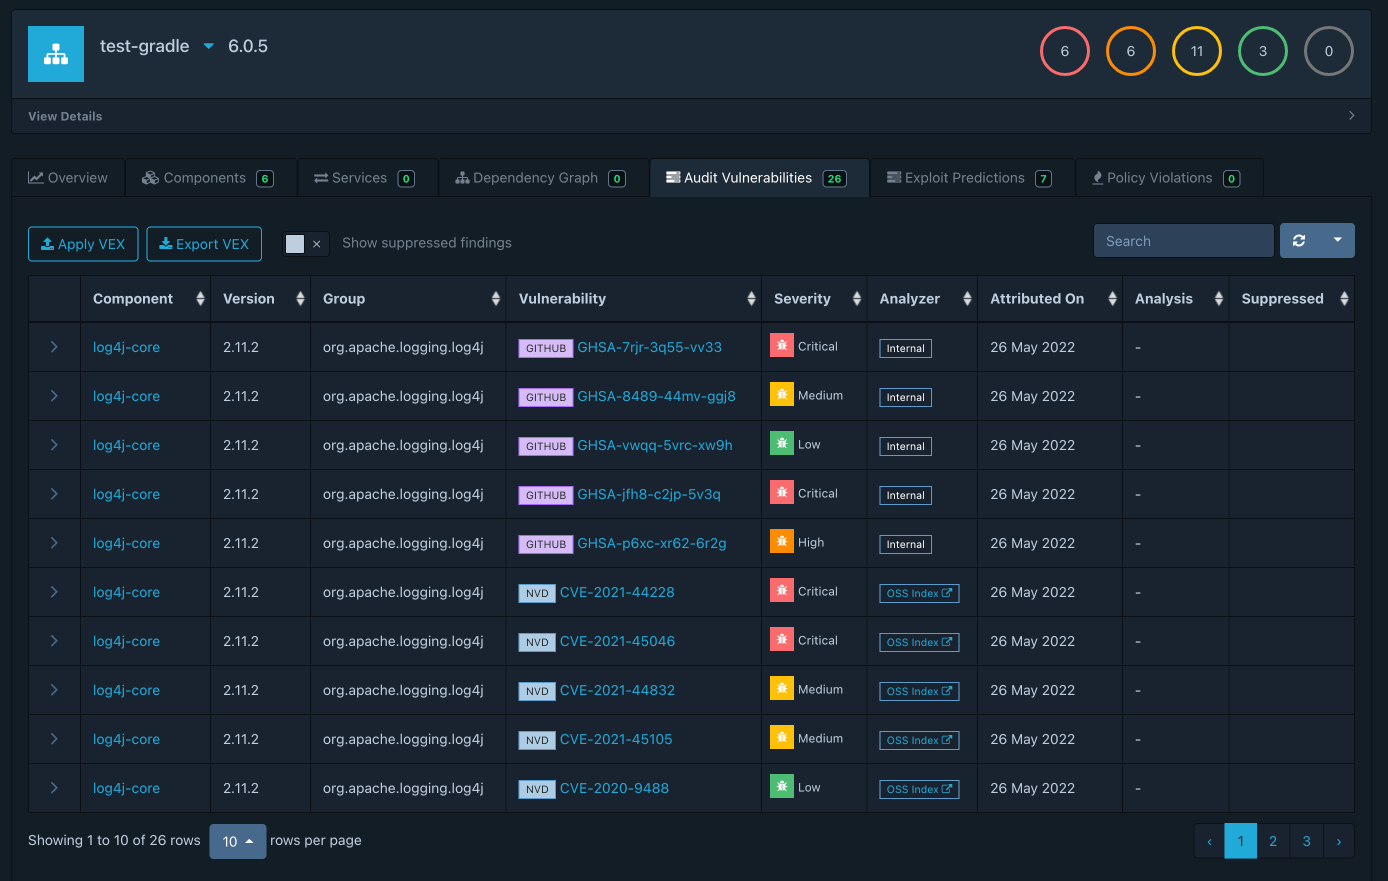 test-gradle 6.0.5
6 6 11 3 0
View Details
Overview Components 6 Services 0 Dependency Graph 0 Audit Vulnerabilities 26 Exploit Predictions 7 Policy Violations 0
Apply VEX Export VEX Show suppressed findings Search
Component Version Group Vulnerability Severity Analyzer Attributed On Analysis Suppressed
log4j-core 2.11.2 org.apache.logging.log4j GITHUB GHSA-7rjr-3q55-vv33 Critical Internal 26 May 2022 -
log4j-core 2.11.2 org.apache.logging.log4j GITHUB GHSA-8489-44mv-ggj8 Medium Internal 26 May 2022 -
log4j-core 2.11.2 org.apache.logging.log4j GITHUB GHSA-vwqq-5vrc-xw9h Low Internal 26 May 2022 -
log4j-core 2.11.2 org.apache.logging.log4j GITHUB GHSA-jfh8-c2jp-5v3q Critical Internal 26 May 2022 -
log4j-core 2.11.2 org.apache.logging.log4j GITHUB GHSA-p6xc-xr62-6r2g High Internal 26 May 2022 -
log4j-core 2.11.2 org.apache.logging.log4j NVD CVE-2021-44228 Critical OSS Index 26 May 2022 -
log4j-core 2.11.2 org.apache.logging.log4j NVD CVE-2021-45046 Critical OSS Index 26 May 2022 -
log4j-core 2.11.2 org.apache.logging.log4j NVD CVE-2021-44832 Medium OSS Index 26 May 2022 -
log4j-core 2.11.2 org.apache.logging.log4j NVD CVE-2021-45105 Medium OSS Index 26 May 2022 -
log4j-core 2.11.2 org.apache.logging.log4j NVD CVE-2020-9488 Low OSS Index 26 May 2022 -
Showing 1 to 10 of 26 rows 10 rows per page ‹ 1 2 3 ›